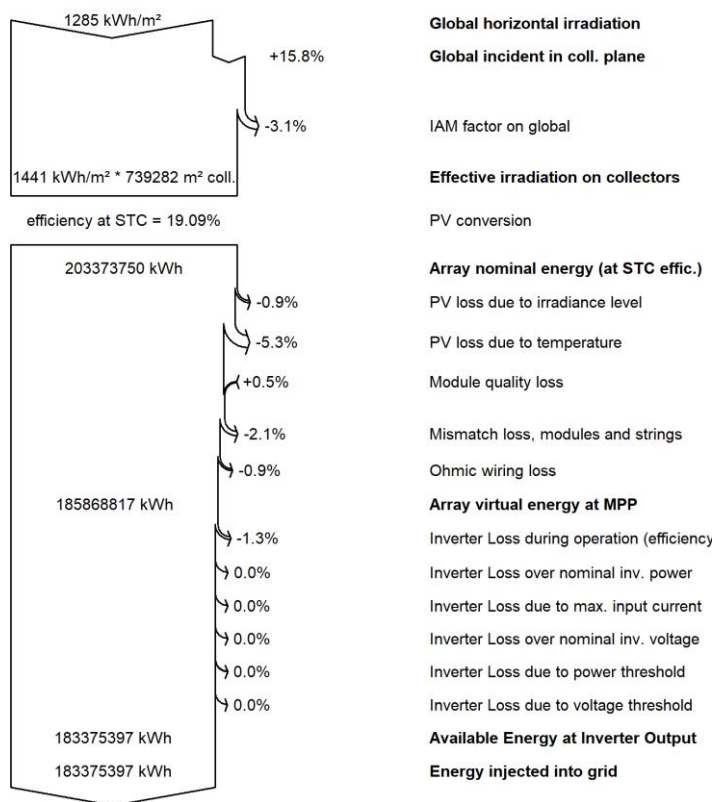 1285 kWh/m² Global horizontal irradiation
+15.8% Global incident in coll. plane
-3.1% IAM factor on global
1441 kWh/m² * 739282 m² coll. Effective irradiation on collectors
efficiency at STC = 19.09% PV conversion
203373750 kWh Array nominal energy (at STC effic.)
-0.9% PV loss due to irradiance level
-5.3% PV loss due to temperature
+0.5% Module quality loss
-2.1% Mismatch loss, modules and strings
-0.9% Ohmic wiring loss
185868817 kWh Array virtual energy at MPP
-1.3% Inverter Loss during operation (efficiency
0.0% Inverter Loss over nominal inv. power
0.0% Inverter Loss due to max. input current
0.0% Inverter Loss over nominal inv. voltage
0.0% Inverter Loss due to power threshold
0.0% Inverter Loss due to voltage threshold
183375397 kWh Available Energy at Inverter Output
183375397 kWh Energy injected into grid